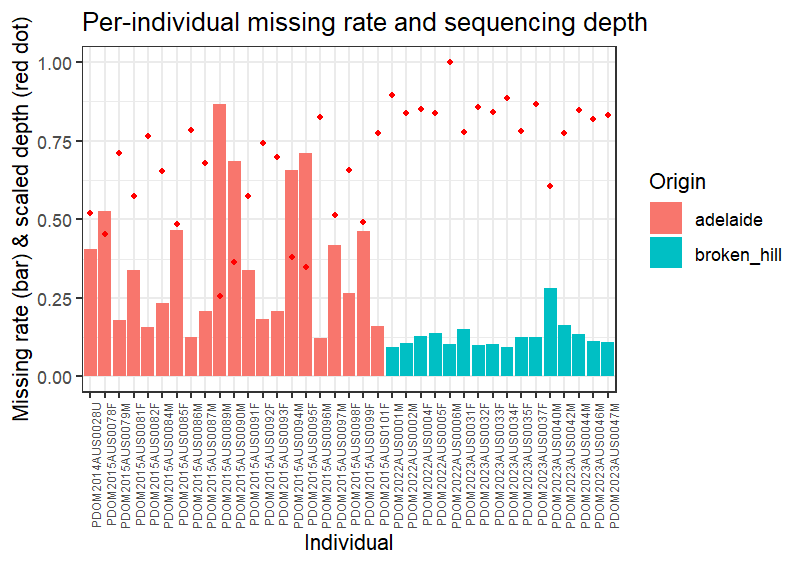 Per-individual missing rate and sequencing depth
Missing rate (bar) & scaled depth (red dot)
1.00
0.75
0.50
0.25
0.00
PDOM2014AUS0028U
PDOM2015AUS0078F
PDOM2015AUS0079M
PDOM2015AUS0081F
PDOM2015AUS0082F
PDOM2015AUS0084M
PDOM2015AUS0085F
PDOM2015AUS0086M
PDOM2015AUS0087M
PDOM2015AUS0089M
PDOM2015AUS0090M
PDOM2015AUS0091F
PDOM2015AUS0092F
PDOM2015AUS0093F
PDOM2015AUS0094M
PDOM2015AUS0095F
PDOM2015AUS0096M
PDOM2015AUS0097M
PDOM2015AUS0098F
PDOM2015AUS0099F
PDOM2015AUS0101F
PDOM2022AUS0001M
PDOM2022AUS0002M
PDOM2022AUS0004F
PDOM2022AUS0005F
PDOM2022AUS0006M
PDOM2023AUS0031F
PDOM2023AUS0032F
PDOM2023AUS0033F
PDOM2023AUS0034F
PDOM2023AUS0035F
PDOM2023AUS0037F
PDOM2023AUS0040M
PDOM2023AUS0042M
PDOM2023AUS0044M
PDOM2023AUS0046M
PDOM2023AUS0047M
Individual
Origin
adelaide
broken_hill